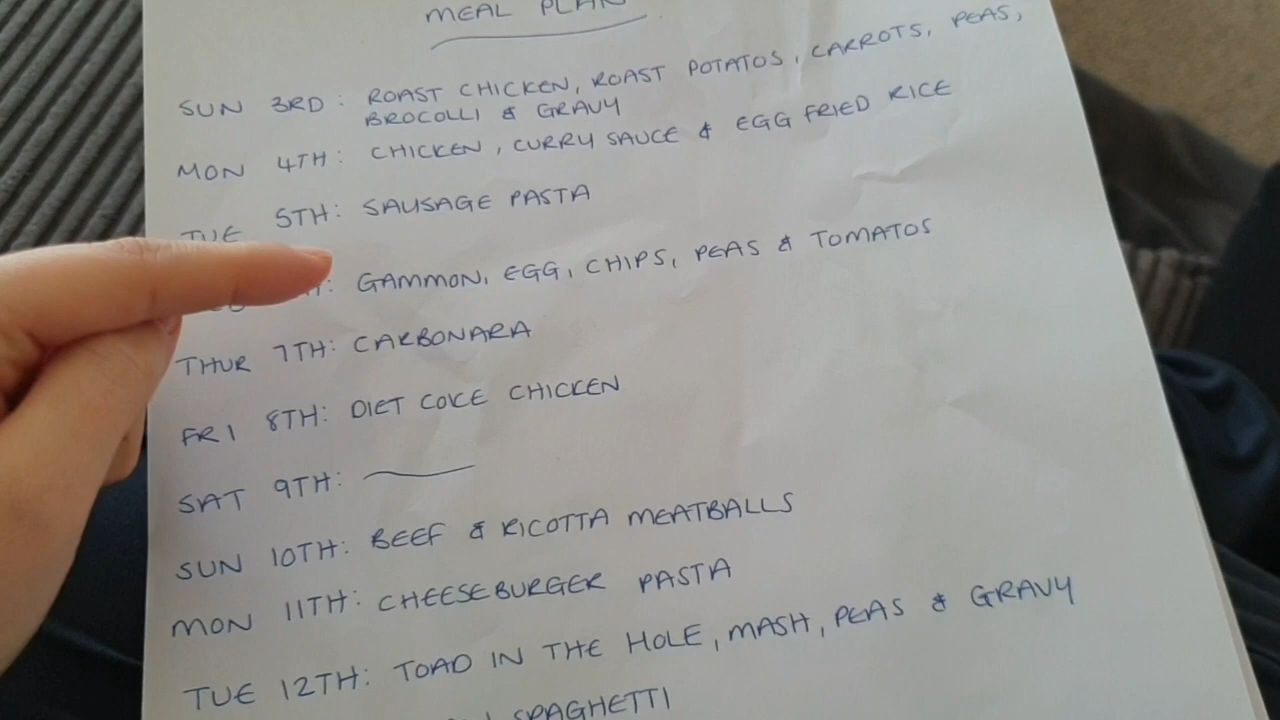 MEAL PLAN
SUN 3RD: ROAST CHICKEN, ROAST POTATOS, CARROTS, PEAS,
BROCOLLI & GRAVY
MON 4TH: CHICKEN, CURRY SAUCE & EGG FRIED RICE
TUE 5TH: SAUSAGE PASTA
GAMMON, EGG, CHIPS, PEAS & TOMATOS
THUR 7TH: CARBONARA
FRI 8TH: DIET COKE CHICKEN
SAT 9TH:
SUN 10TH: BEEF & RICOTTA MEATBALLS
MON 11TH: CHEESEBURGER PASTA
TUE 12TH: TOAD IN THE HOLE, MASH, PEAS & GRAVY
SPAGHETTI